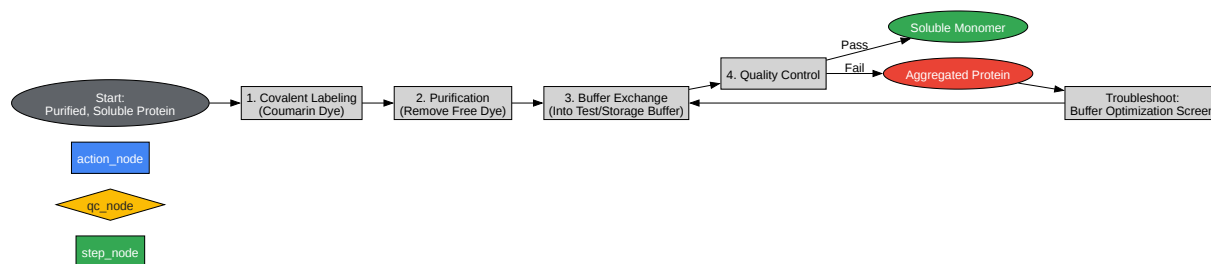 Soluble Monomer
Pass
4. Quality Control
Fail
Aggregated Protein
Start:
Purified, Soluble Protein
1. Covalent Labeling
(Coumarin Dye)
2. Purification
(Remove Free Dye)
3. Buffer Exchange
(Into Test/Storage Buffer)
Troubleshoot:
Buffer Optimization Screen
action_node
qc_node
step_node